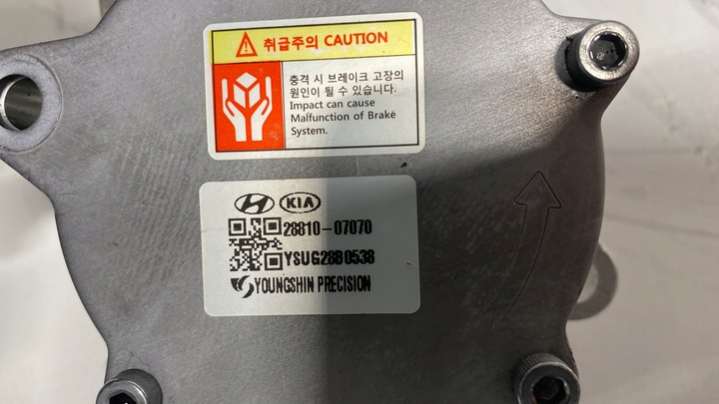 취급주의 CAUTION
충격 시 브레이크 고장의
원인이 될 수 있습니다.
Impact can cause
Malfunction of Brake
System.
KIA
28810-07070
YSUG28B0538
YOUNGSHIN PRECISION